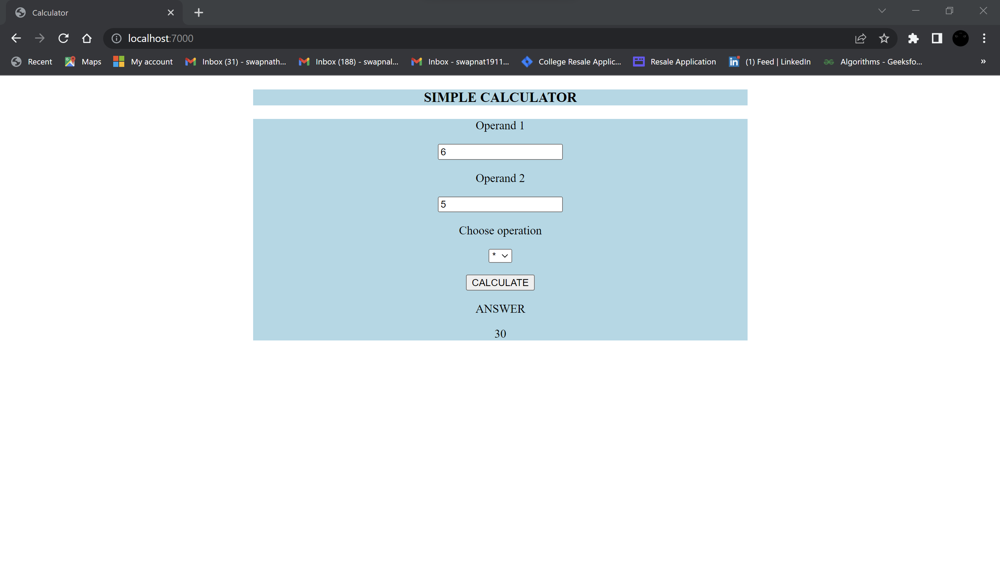 Calculator
localhost:7000
Recent Maps My account Inbox (31) - swapnath... Inbox (188) - swapnal... Inbox - swapnat1911... College Resale Applic... Resale Application (1) Feed | LinkedIn Algorithms - Geeksfo... »
SIMPLE CALCULATOR
Operand 1
6
Operand 2
5
Choose operation
*
CALCULATE
ANSWER
30